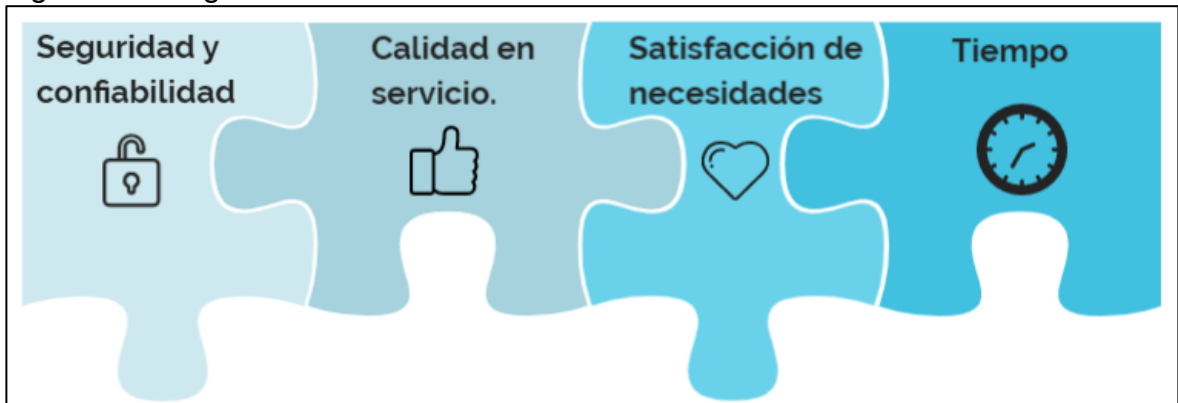 Seguridad y
confiabilidad
Calidad en
servicio.
Satisfacción de
necesidades
Tiempo